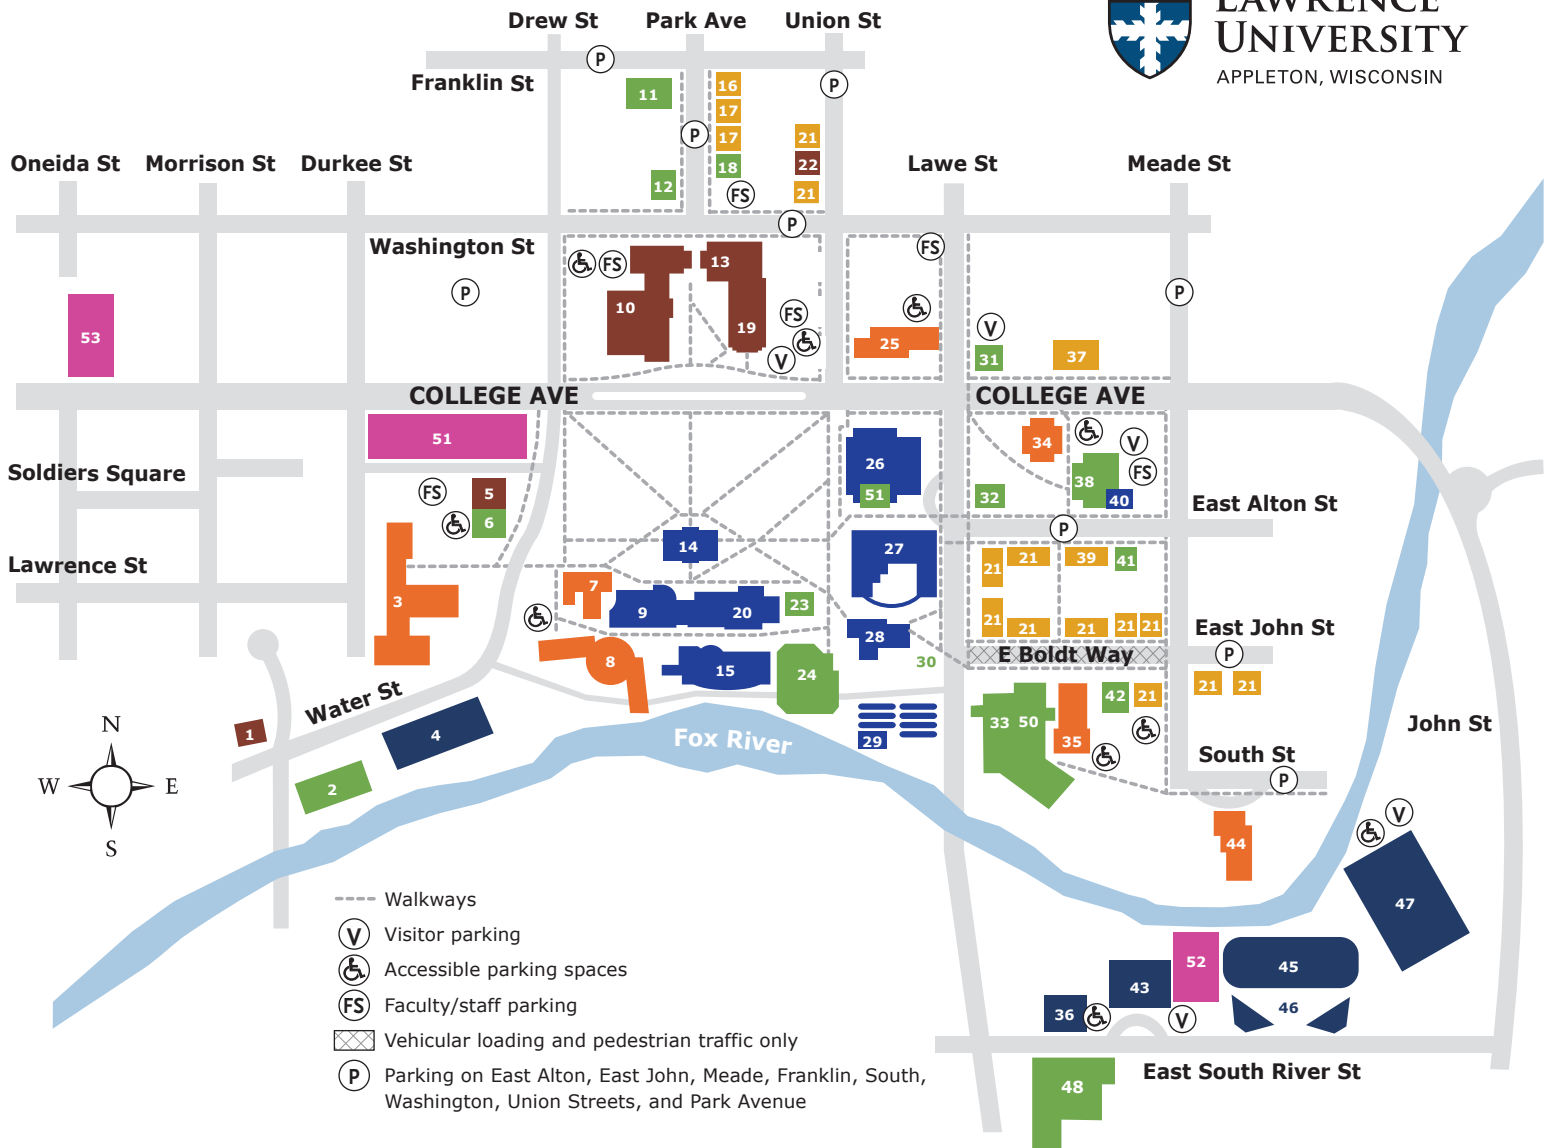 LAWRENCE
UNIVERSITY
APPLETON, WISCONSIN
Drew St
Park Ave
Union St
P
Franklin St
11
16
P
17
P
17
21
Oneida St
Morrison St
Durkee St
18
22
Lawe St
Meade St
12
FS
21
P
Washington St
FS
FS
13
P
P
10
19
FS
V
53
25
V
31
37
COLLEGE AVE
COLLEGE AVE
51
34
V
26
FS
Soldiers Square
38
FS
5
51
32
40
East Alton St
6
P
14
27
21
21
39
41
Lawrence St
7
3
9
20
23
21
21
21
21
21
East John St
28
E Boldt Way
P
8
30
15
24
21
21
Water St
42
21
33
50
John St
N
1
4
Fox River
29
35
South St
W
E
2
P
S
V
44
47
Walkways
V
Visitor parking
52
45
Accessible parking spaces
43
FS
Faculty/staff parking
36
V
46
Vehicular loading and pedestrian traffic only
P
Parking on East Alton, East John, Meade, Franklin, South,
Washington, Union Streets, and Park Avenue
East South River St
48